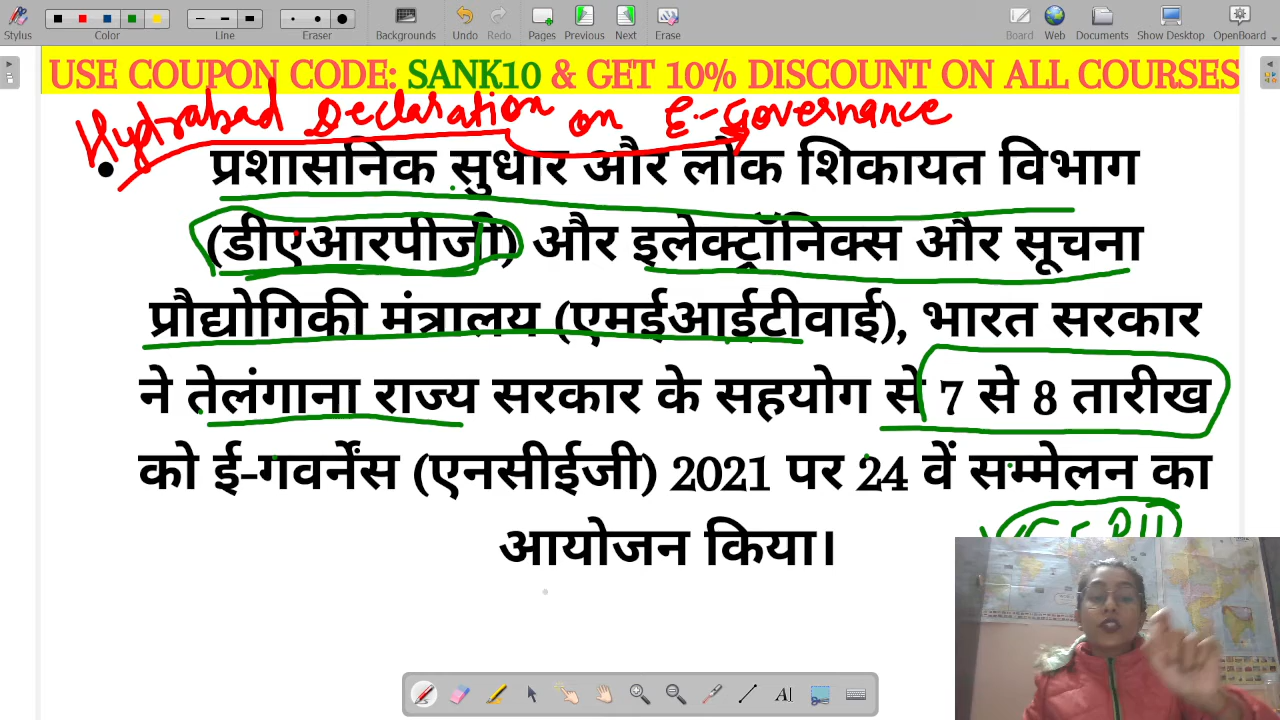 Stylus Color Line Eraser Backgrounds Undo Redo Pages Previous Next Erase Board Web Documents Show Desktop OpenBoard
USE COUPON CODE: SANK10 & GET 10% DISCOUNT ON ALL COURSES
Hydrabad Declaration on E-Governance
• प्रशासनिक सुधार और लोक शिकायत विभाग
(डीएआरपीजी) और इलेक्ट्रॉनिक्स और सूचना
प्रौद्योगिकी मंत्रालय (एमईआईटीवाई), भारत सरकार
ने तेलंगाना राज्य सरकार के सहयोग से 7 से 8 तारीख
को ई-गवर्नेंस (एनसीईजी) 2021 पर 24 वें सम्मेलन का
आयोजन किया।